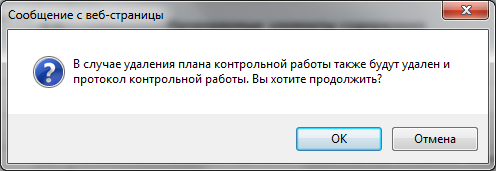 Сообщение с веб-страницы
В случае удаления плана контрольной работы также будут удален и
протокол контрольной работы. Вы хотите продолжить?
OK
Отмена